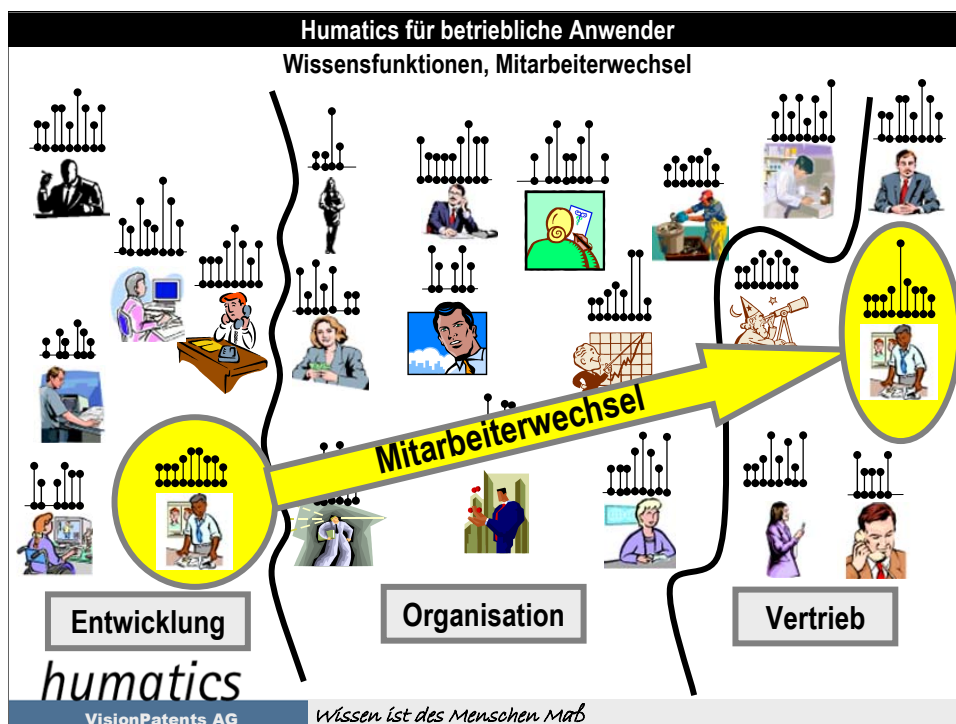 Humatics für betriebliche Anwender
Wissensfunktionen, Mitarbeiterwechsel
Mitarbeiterwechsel
Entwicklung
Organisation
Vertrieb
humatics
VisionPatents AG
Wissen ist des Menschen Maß